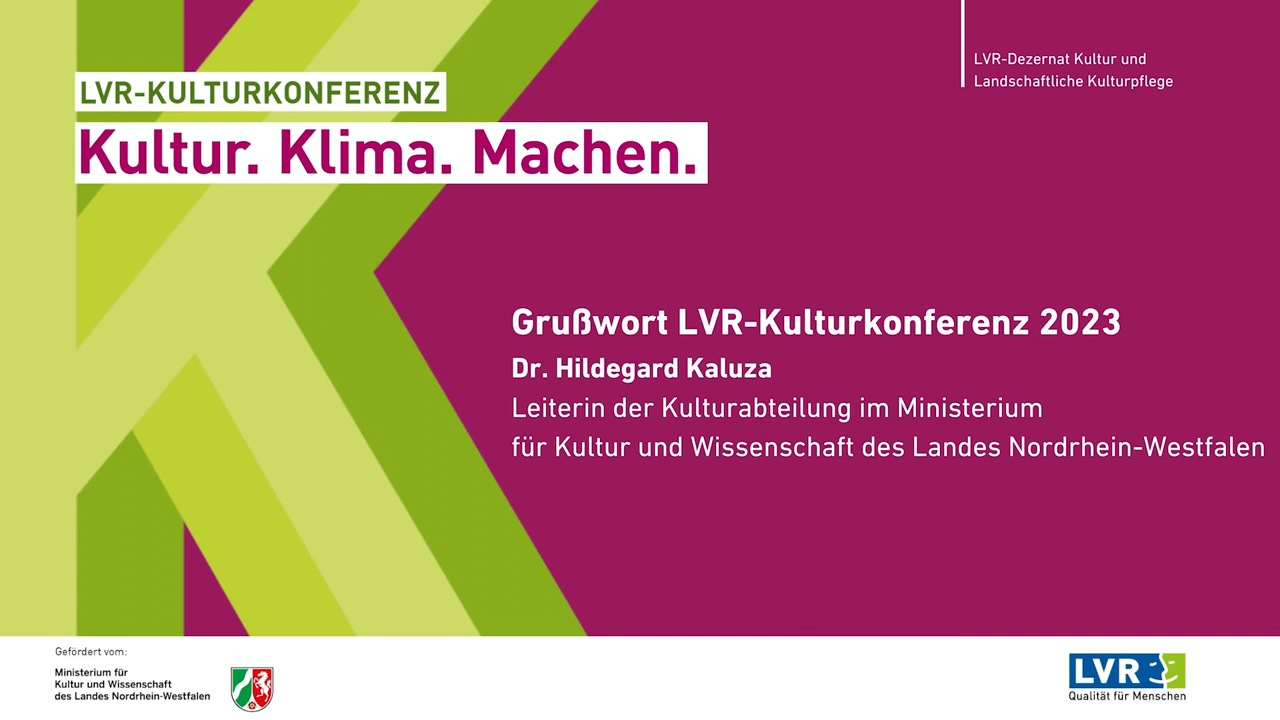 LVR-Dezernat Kultur und
Landschaftliche Kulturpflege
LVR-KULTURKONFERENZ
Kultur. Klima. Machen.
Grußwort LVR-Kulturkonferenz 2023
Dr. Hildegard Kaluza
Leiterin der Kulturabteilung im Ministerium
für Kultur und Wissenschaft des Landes Nordrhein-Westfalen
Gefördert vom:
Ministerium für
Kultur und Wissenschaft
des Landes Nordrhein-Westfalen
LVR
Qualität für Menschen